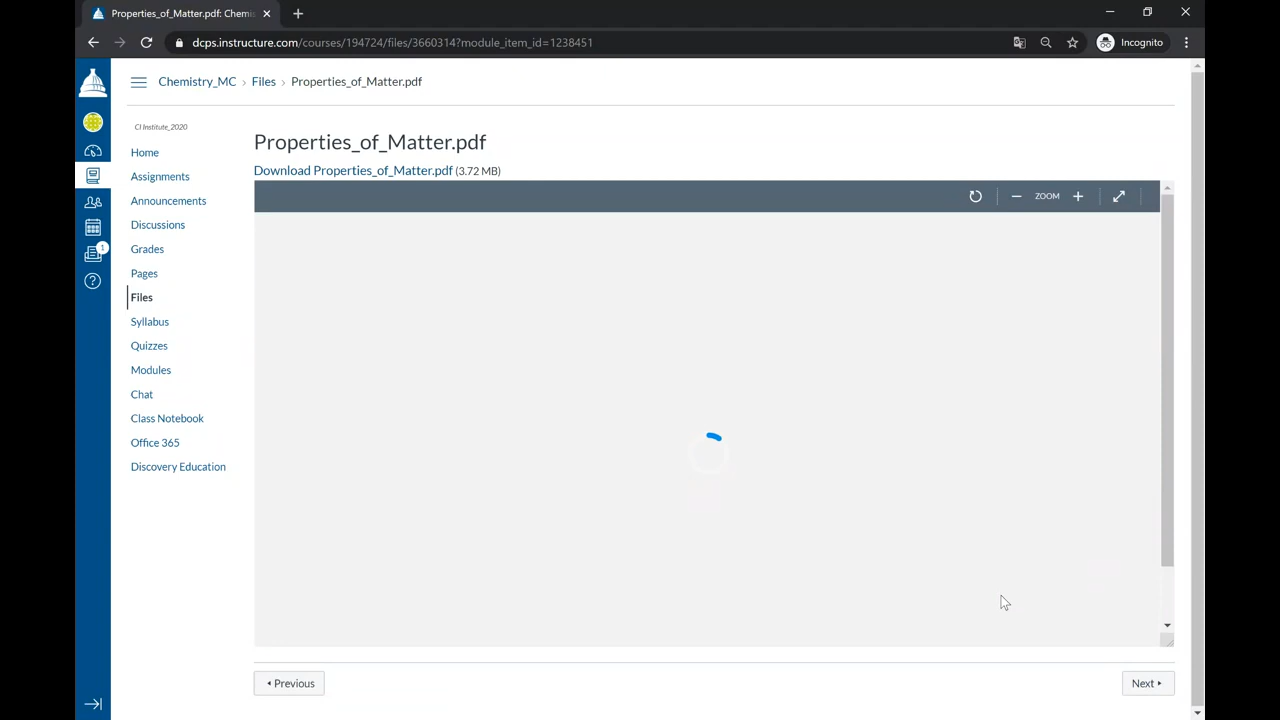 Properties_of_Matter.pdf: Chemis
dcps.instructure.com/courses/194724/files/3660314?module_item_id=1238451
Incognito
Chemistry_MC › Files › Properties_of_Matter.pdf
CI Institute_2020
Home
Assignments
Announcements
Discussions
Grades
Pages
Files
Syllabus
Quizzes
Modules
Chat
Class Notebook
Office 365
Discovery Education
1
Properties_of_Matter.pdf
Download Properties_of_Matter.pdf (3.72 MB)
ZOOM
Previous
Next